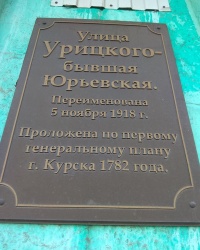 Улица
Урицкого-
бывшая
Юрьевская.
Переименована
5 ноября 1918 г.
Проложена по первому
генеральному плану
г. Курска 1782 года.